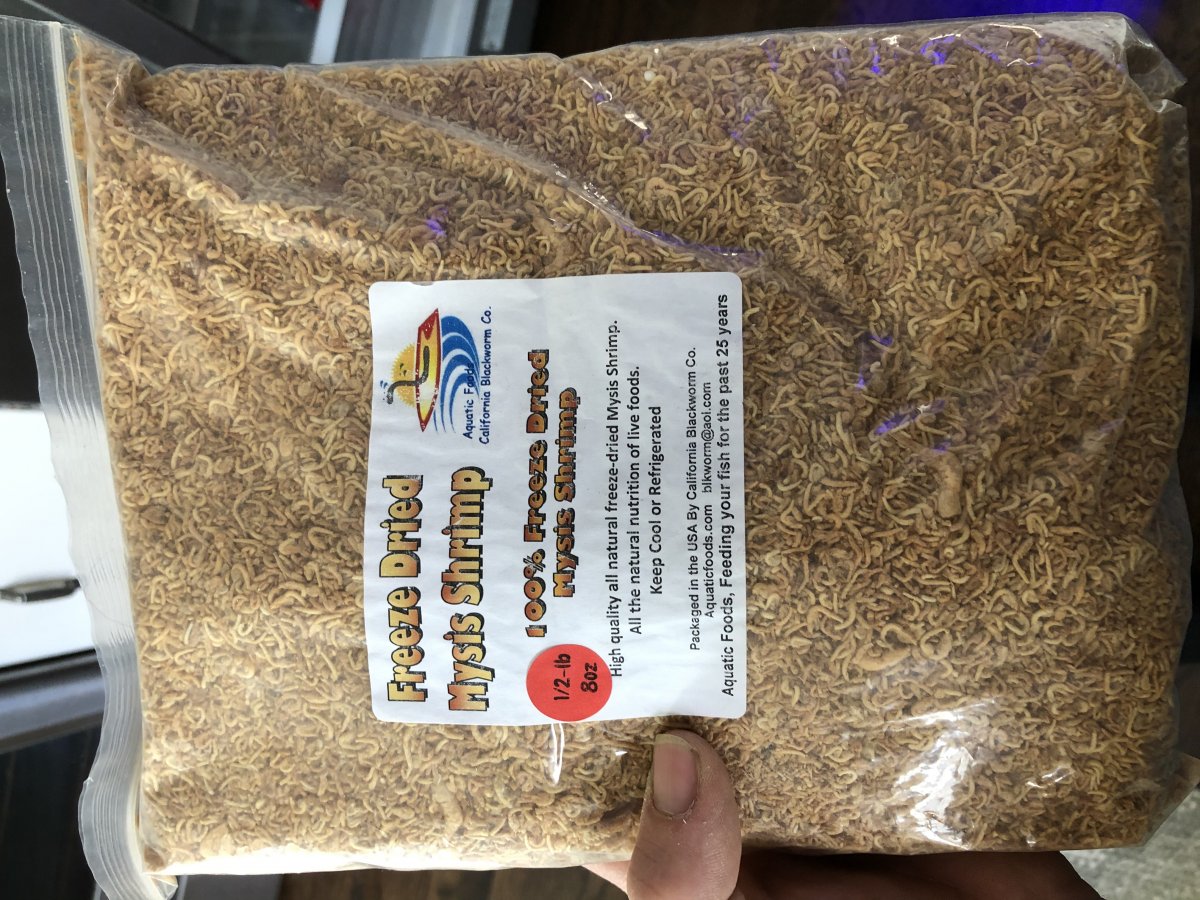 Freeze Dried
Mysis Shrimp
Aquatic Foods
California Blackworm Co.
100% Freeze Dried
Mysis Shrimp
1/2-lb
8oz
High quality all natural freeze-dried Mysis Shrimp.
All the natural nutrition of live foods.
Keep Cool or Refrigerated
Packaged in the USA By California Blackworm Co.
Aquaticfoods.com blkworm@aol.com
Aquatic Foods, Feeding your fish for the past 25 years